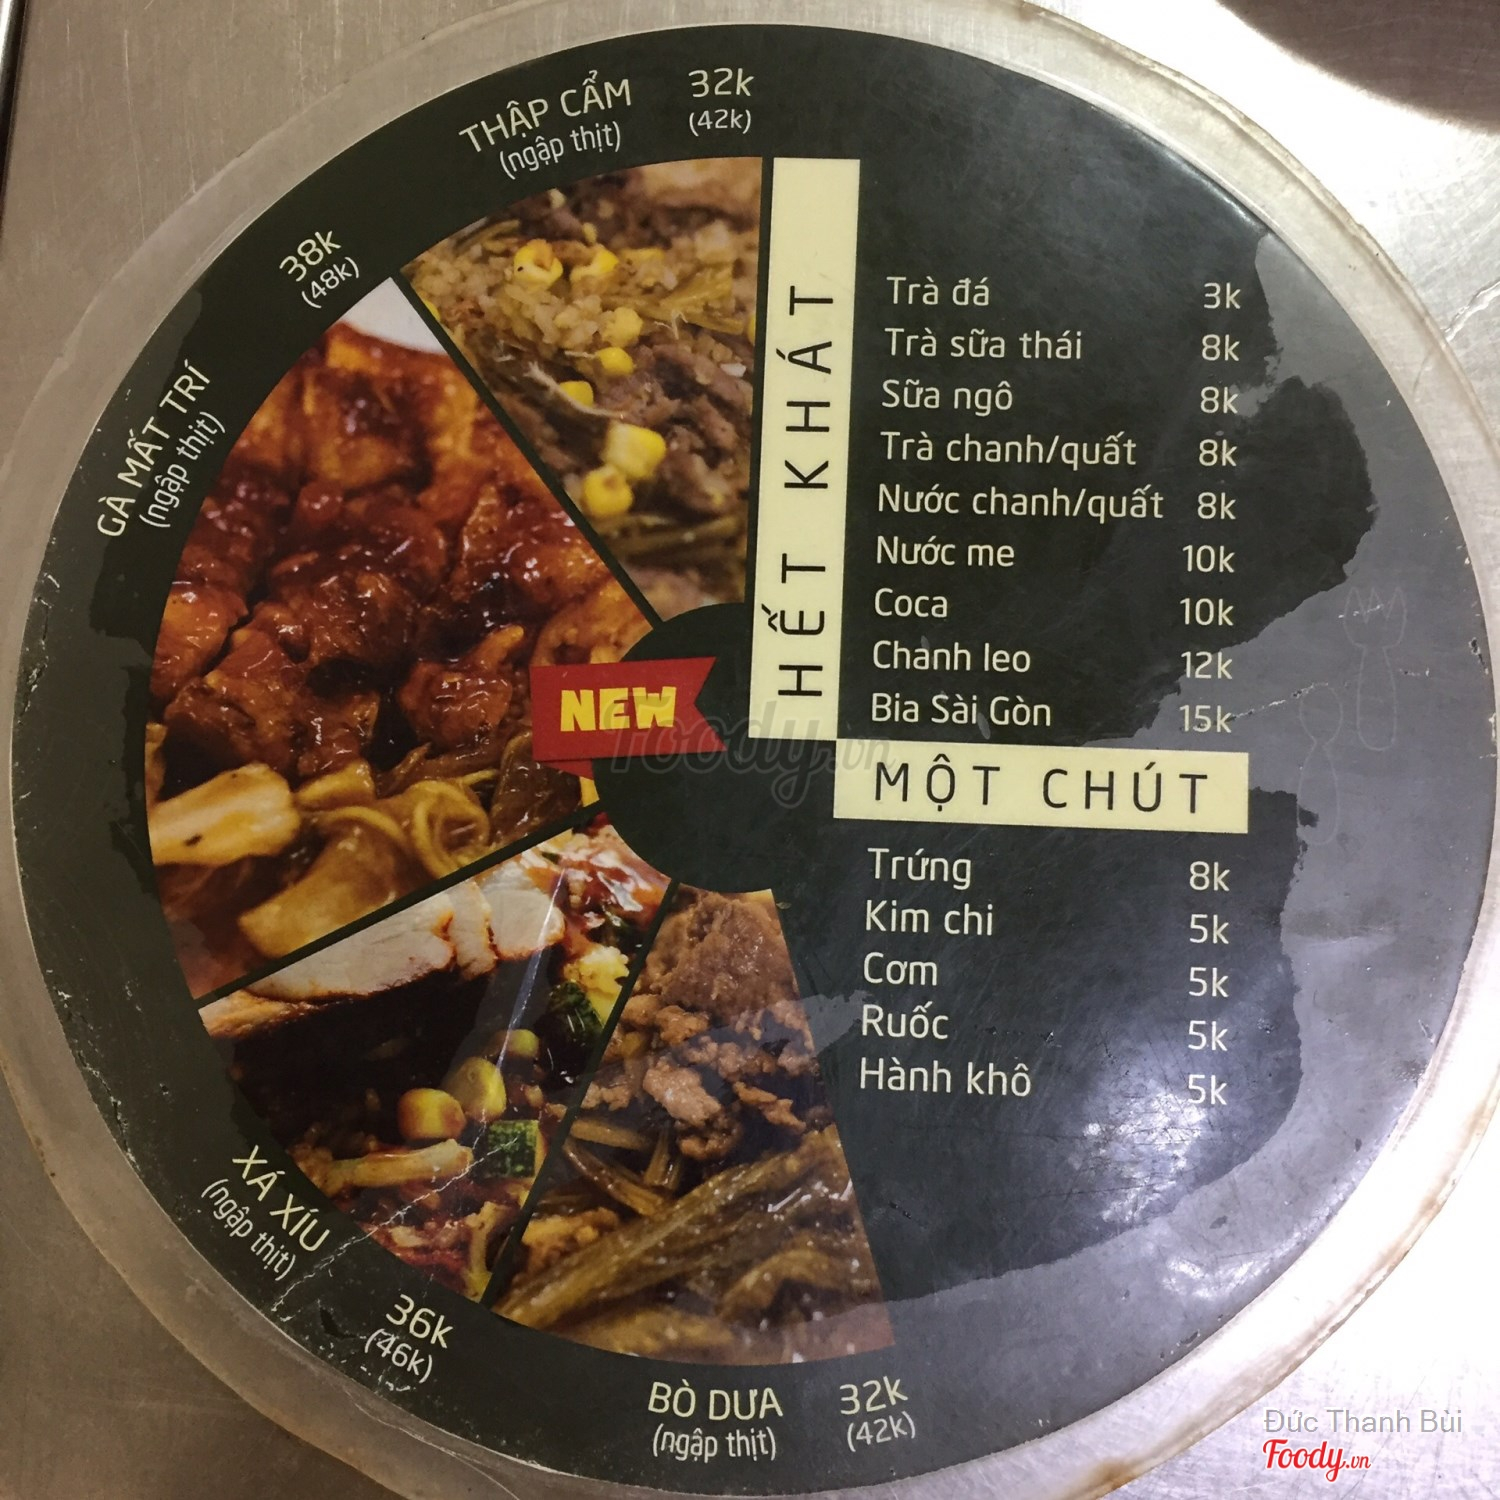 THẬP CẨM 32k
(ngập thịt) (42k)
GÀ MẤT TRÍ 38k
(ngập thịt) (48k)
NEW
XÁ XÍU 36k
(ngập thịt) (46k)
BÒ DƯA 32k
(ngập thịt) (42k)
HẾT KHÁT
Trà đá 3k
Trà sữa thái 8k
Sữa ngô 8k
Trà chanh/quất 8k
Nước chanh/quất 8k
Nước me 10k
Coca 10k
Chanh leo 12k
Bia Sài Gòn 15k
MỘT CHÚT
Trứng 8k
Kim chi 5k
Cơm 5k
Ruốc 5k
Hành khô 5k
Foody.vn
Đức Thanh Bùi
Foody.vn